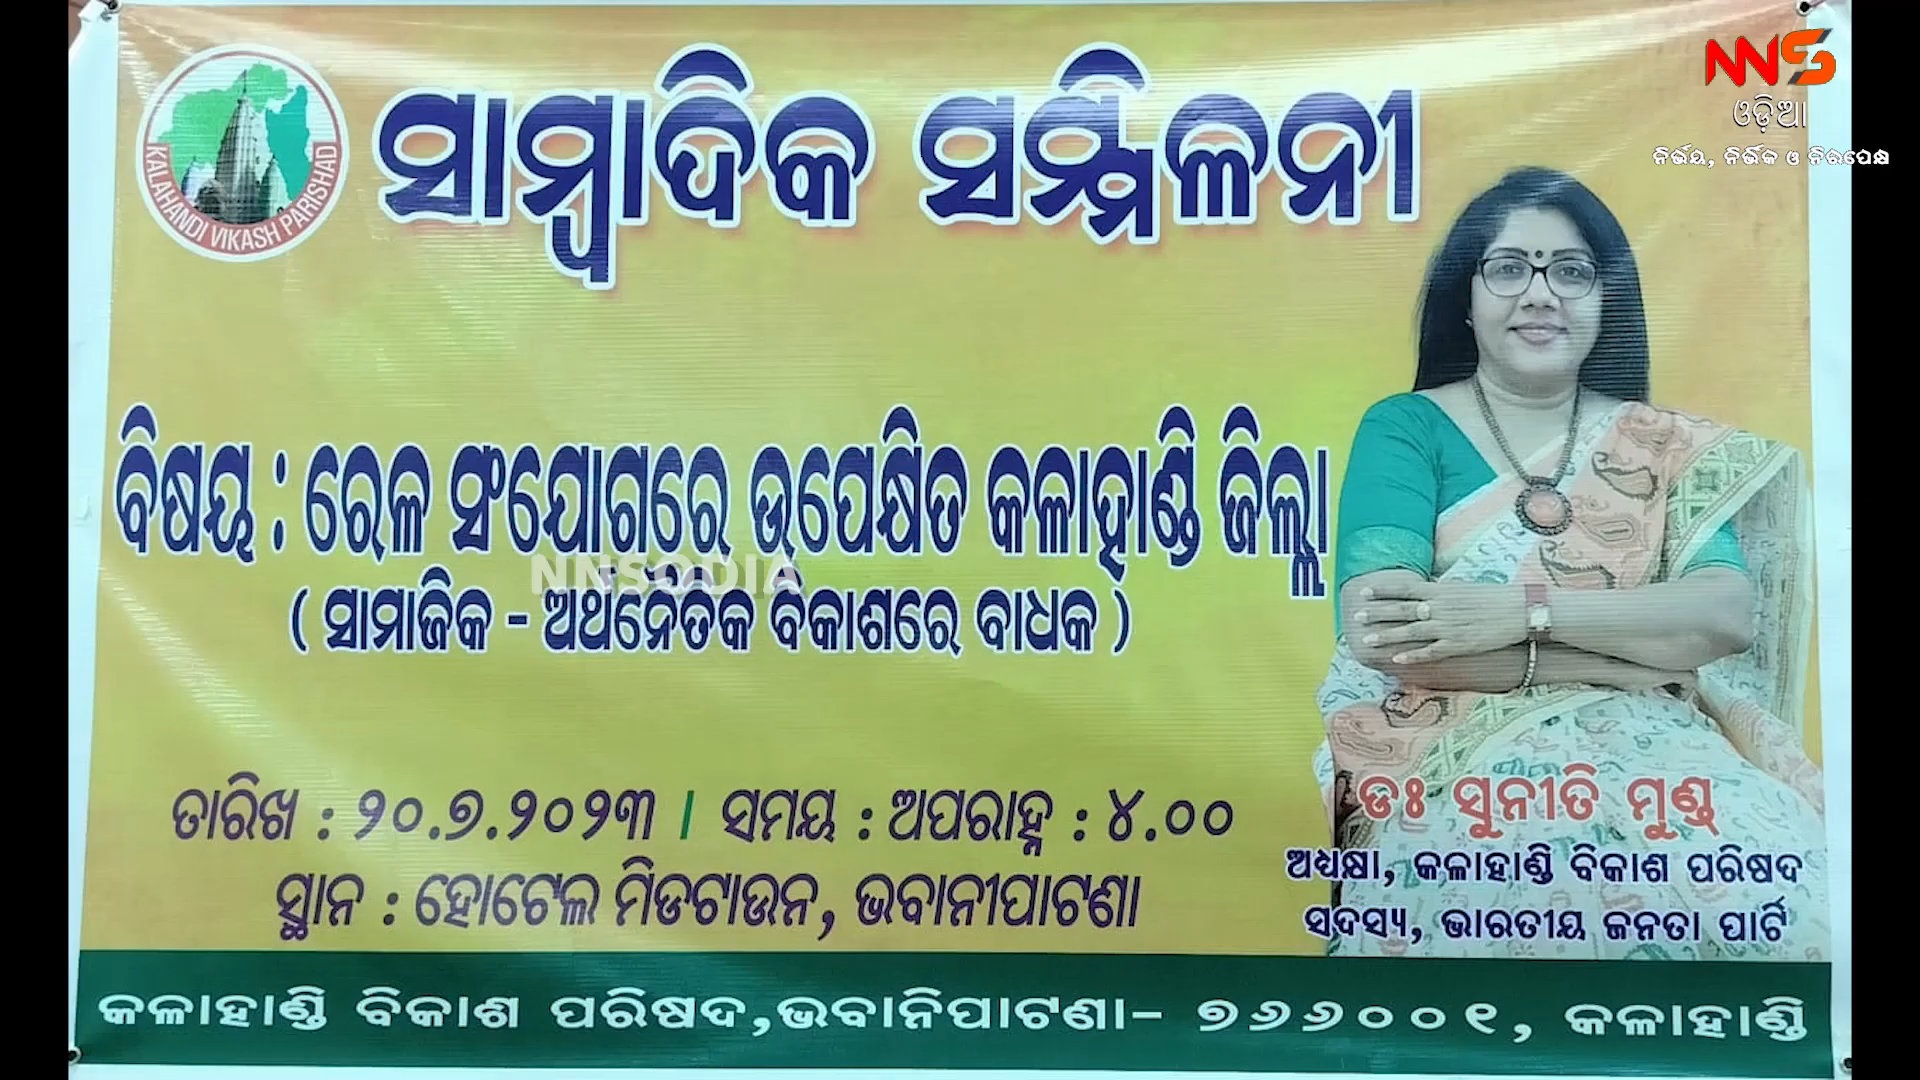 NNS
ଓଡ଼ିଆ
ନିର୍ଭୟ, ନିର୍ଭିକ ଓ ନିରପେକ୍ଷ
KALAHANDI VIKASH PARISHAD
ସାମ୍ବାଦିକ ସମ୍ମିଳନୀ
ବିଷୟ : ରେଳ ସଂଯୋଗରେ ଉପେକ୍ଷିତ କଳାହାଣ୍ଡି ଜିଲ୍ଲା
NNSODIA
( ସାମାଜିକ - ଅର୍ଥନୈତିକ ବିକାଶରେ ବାଧକ )
ତାରିଖ : ୨୦.୭.୨୦୨୩ । ସମୟ : ଅପରାହ୍ନ : ୪.୦୦
ସ୍ଥାନ : ହୋଟେଲ ମିଡଟାଉନ, ଭବାନୀପାଟଣା
ଡଃ ସୁନୀତି ମୁଣ୍ଡ
ଅଧ୍ୟକ୍ଷା, କଳାହାଣ୍ଡି ବିକାଶ ପରିଷଦ
ସଦସ୍ୟ, ଭାରତୀୟ ଜନତା ପାର୍ଟି
କଳାହାଣ୍ଡି ବିକାଶ ପରିଷଦ,ଭବାନିପାଟଣା- ୭୬୬୦୦୧, କଳାହାଣ୍ଡି